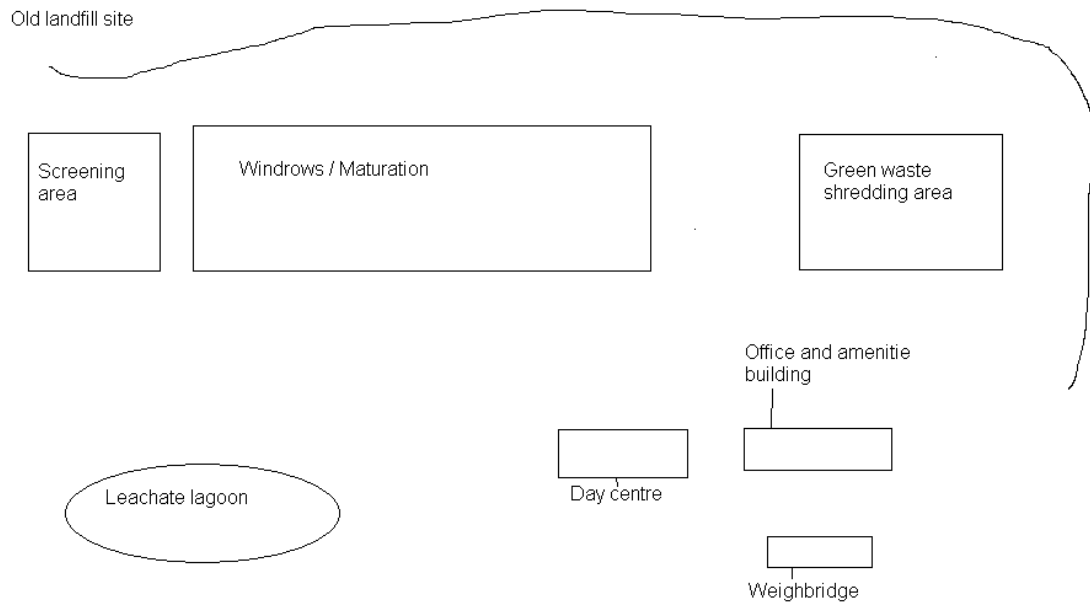 Old landfill site
Screening
area
Windrows / Maturation
Green waste
shredding area
Office and amenitie
building
Day centre
Leachate lagoon
Weighbridge